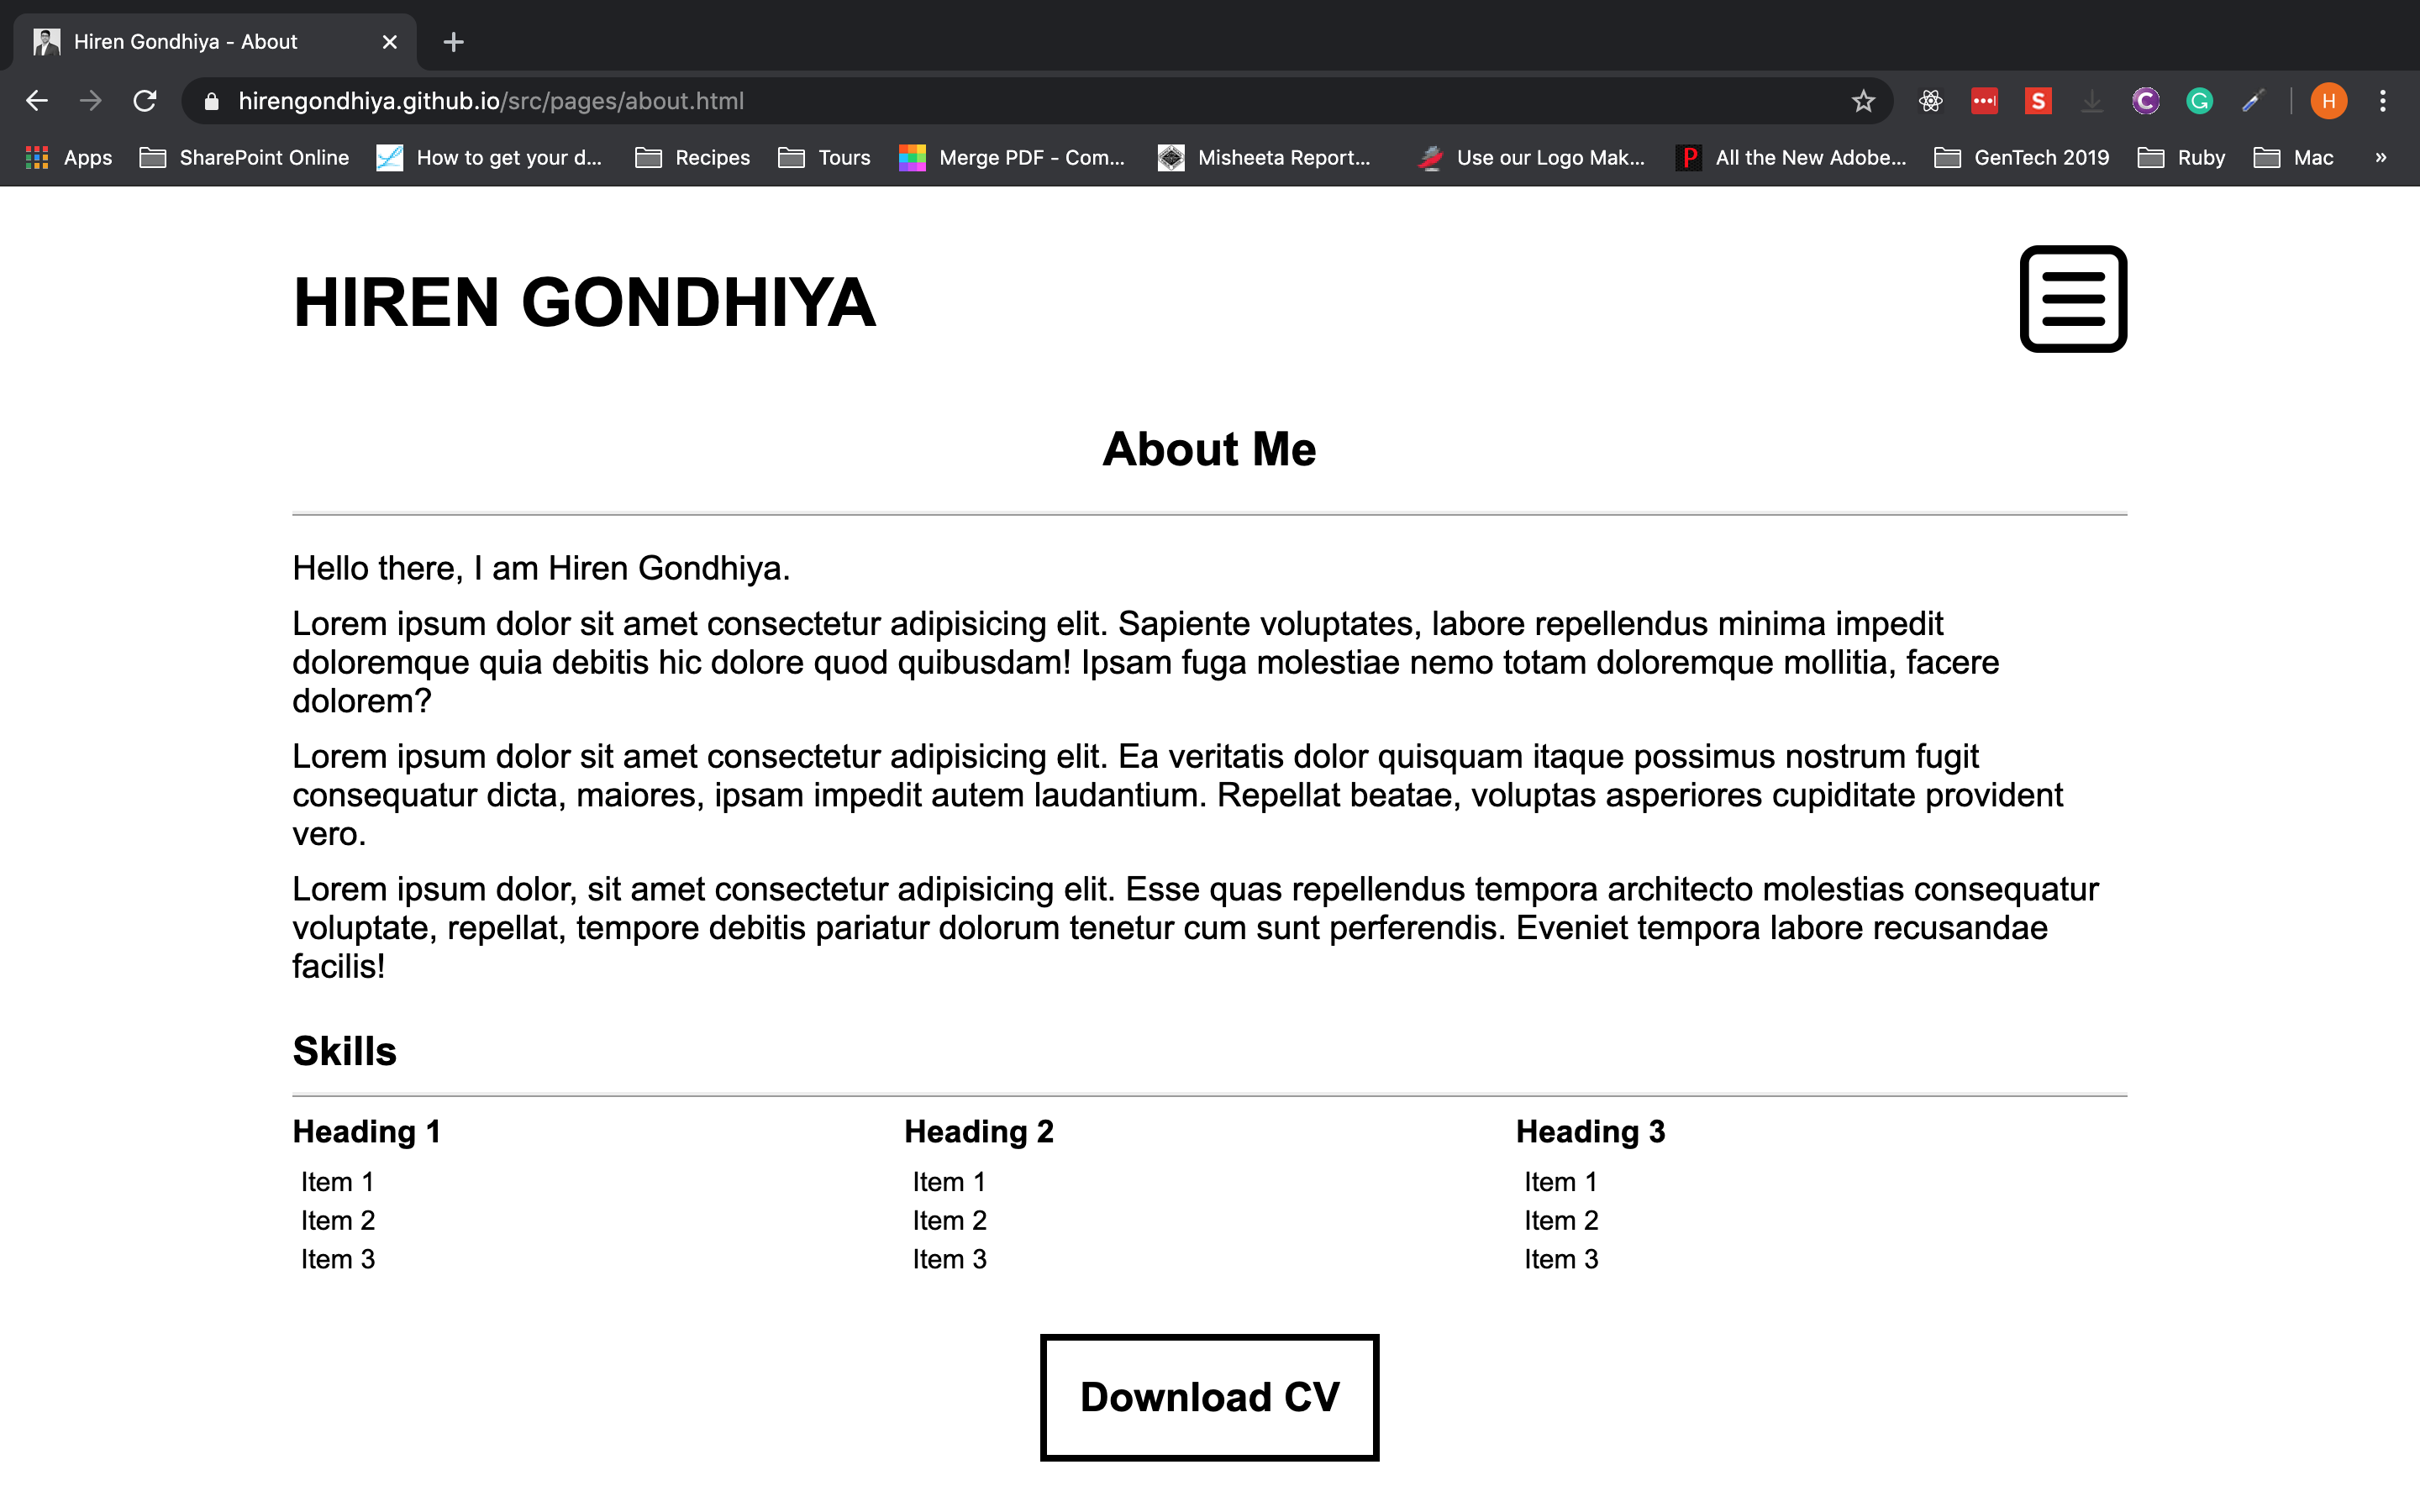 Hiren Gondhiya - About
hirengondhiya.github.io/src/pages/about.html
H
Apps
SharePoint Online
How to get your d...
Recipes
Tours
Merge PDF - Com...
Misheeta Report...
Use our Logo Mak...
All the New Adobe...
GenTech 2019
Ruby
Mac
»
HIREN GONDHIYA
About Me
Hello there, I am Hiren Gondhiya.
Lorem ipsum dolor sit amet consectetur adipisicing elit. Sapiente voluptates, labore repellendus minima impedit
doloremque quia debitis hic dolore quod quibusdam! Ipsam fuga molestiae nemo totam doloremque mollitia, facere
dolorem?
Lorem ipsum dolor sit amet consectetur adipisicing elit. Ea veritatis dolor quisquam itaque possimus nostrum fugit
consequatur dicta, maiores, ipsam impedit autem laudantium. Repellat beatae, voluptas asperiores cupiditate provident
vero.
Lorem ipsum dolor, sit amet consectetur adipisicing elit. Esse quas repellendus tempora architecto molestias consequatur
voluptate, repellat, tempore debitis pariatur dolorum tenetur cum sunt perferendis. Eveniet tempora labore recusandae
facilis!
Skills
Heading 1
Item 1
Item 2
Item 3
Heading 2
Item 1
Item 2
Item 3
Heading 3
Item 1
Item 2
Item 3
Download CV